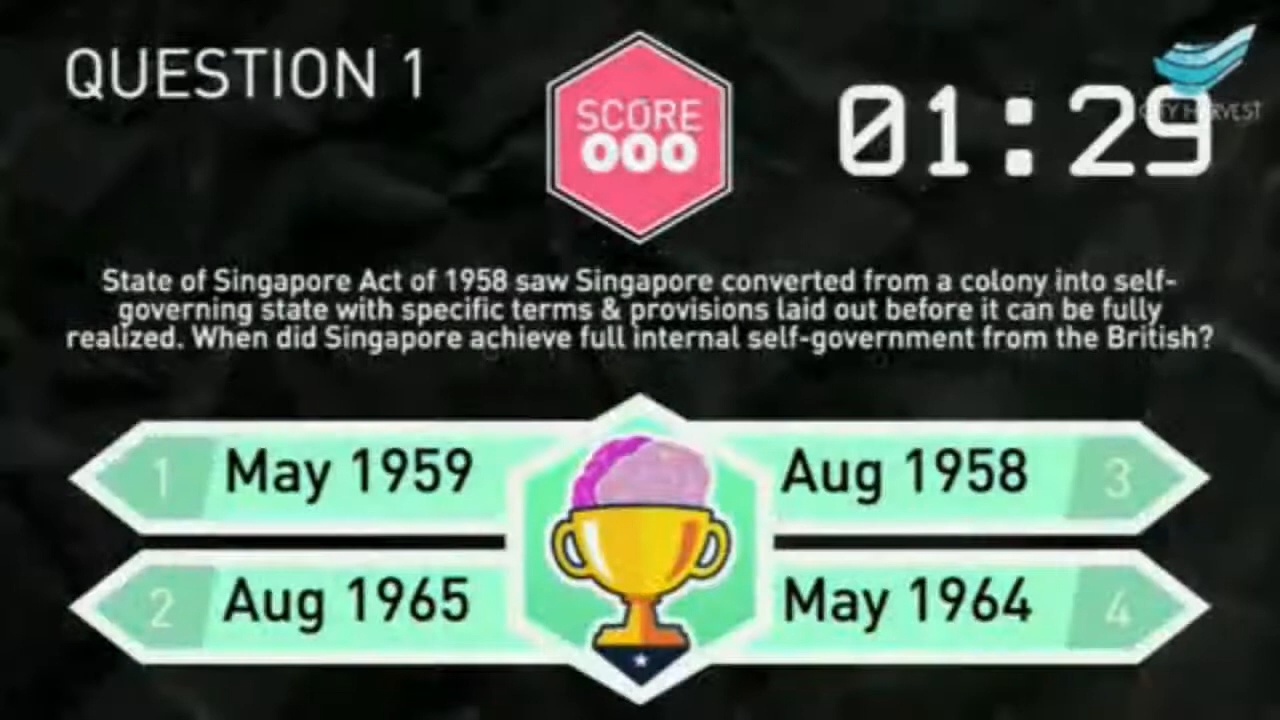 QUESTION 1
SCORE
000
01:29
CITY HARVEST
State of Singapore Act of 1958 saw Singapore converted from a colony into self-
governing state with specific terms & provisions laid out before it can be fully
realized. When did Singapore achieve full internal self-government from the British?
1 May 1959
Aug 1958 3
2 Aug 1965
May 1964 4